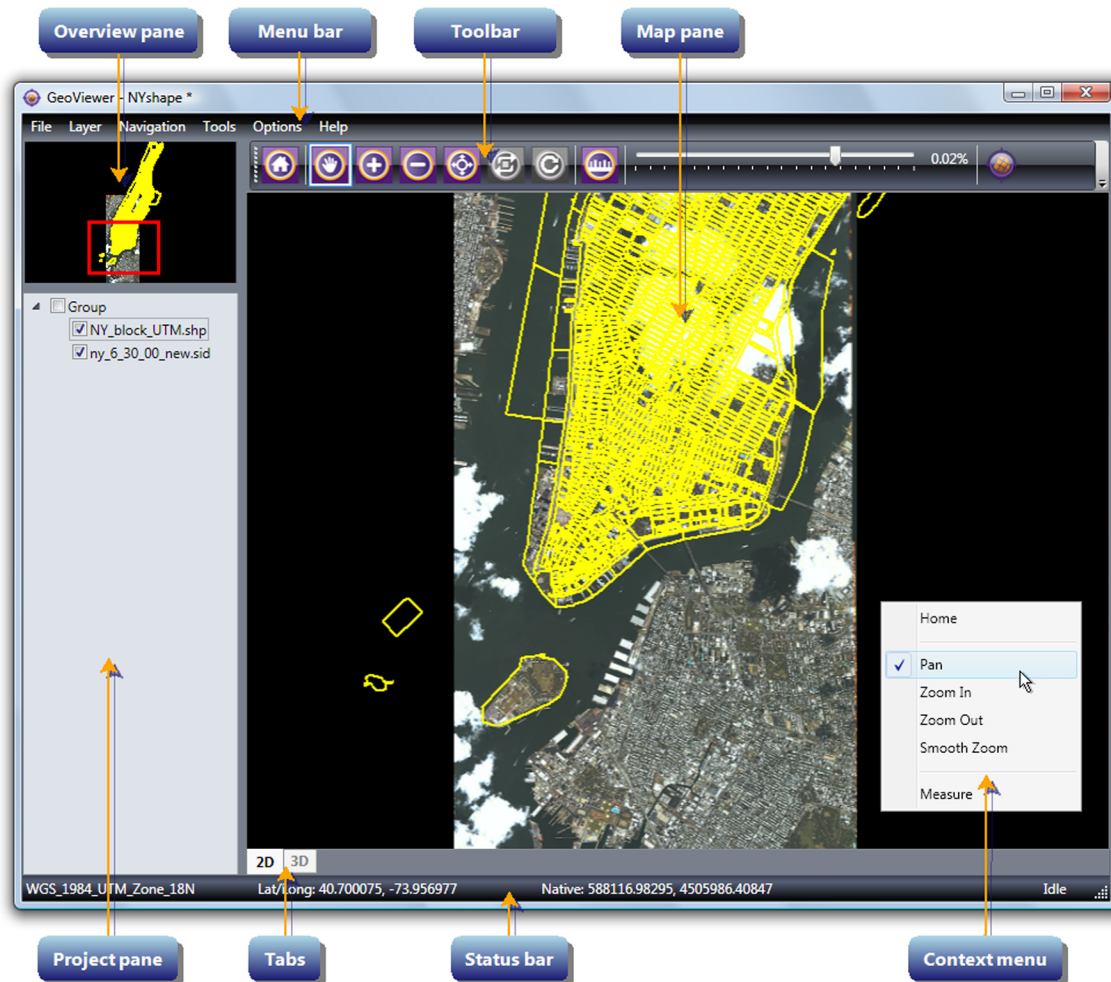 Overview pane
Menu bar
Toolbar
Map pane
GeoViewer - NYshape *
File Layer Navigation Tools Options Help
0.02%
Group
NY_block_UTM.shp
ny_6_30_00_new.sid
Home
Pan
Zoom In
Zoom Out
Smooth Zoom
Measure
2D 3D
WGS_1984_UTM_Zone_18N Lat/Long: 40.700075, -73.956977 Native: 588116.98295, 4505986.40847 Idle
Project pane
Tabs
Status bar
Context menu